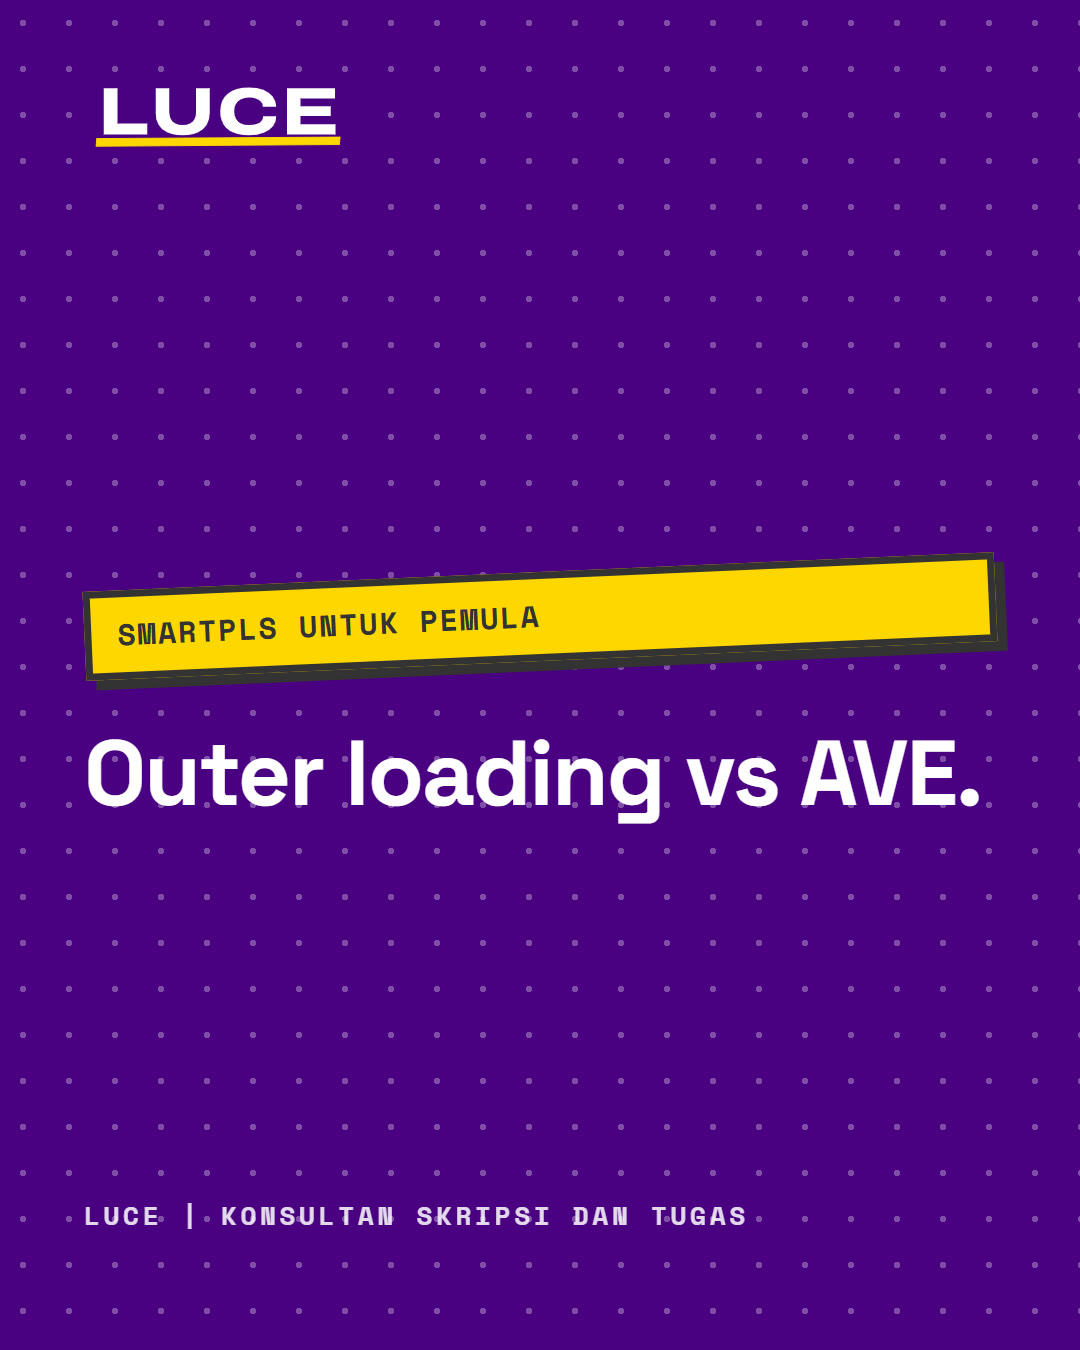 LUCE
SMARTPLS UNTUK PEMULA
Outer loading vs AVE.
LUCE | KONSULTAN SKRIPSI DAN TUGAS